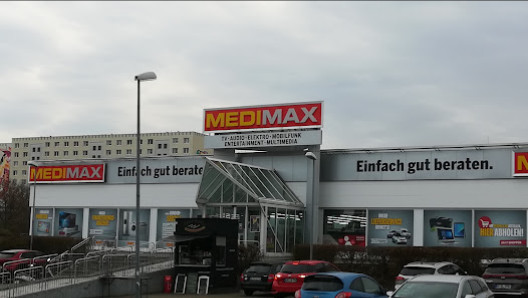 MEDIMAX
TV·AUDIO·ELEKTRO·MOBILFUNK
ENTERTAINMENT·MULTIMEDIA
MEDIMAX
Einfach gut berate
Einfach gut beraten.
M
ABHOLEN!